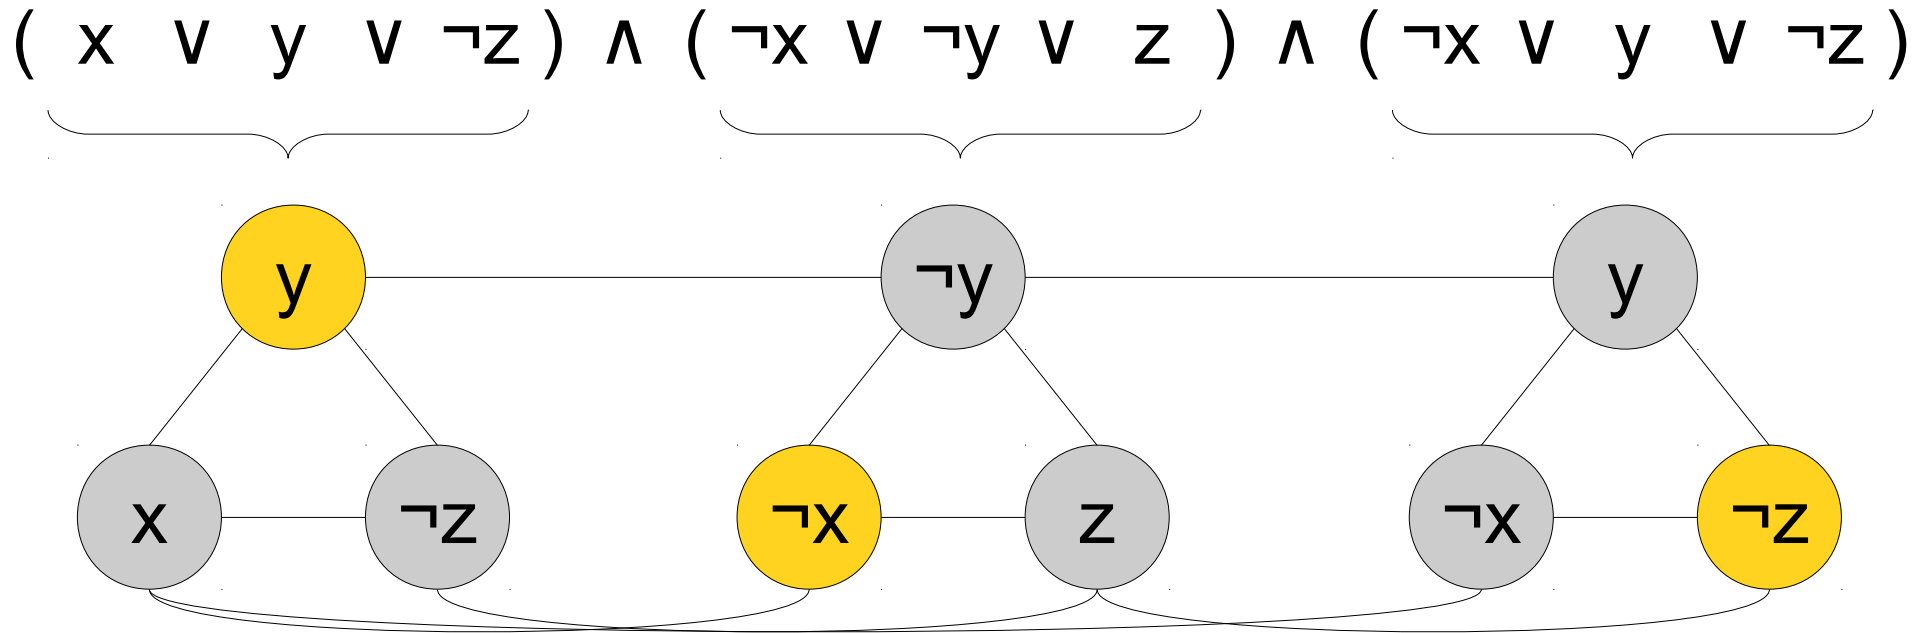 ( x ∨ y ∨ ¬z ) ∧ ( ¬x ∨ ¬y ∨ z ) ∧ ( ¬x ∨ y ∨ ¬z )
y ¬y y
x ¬z ¬x z ¬x ¬z